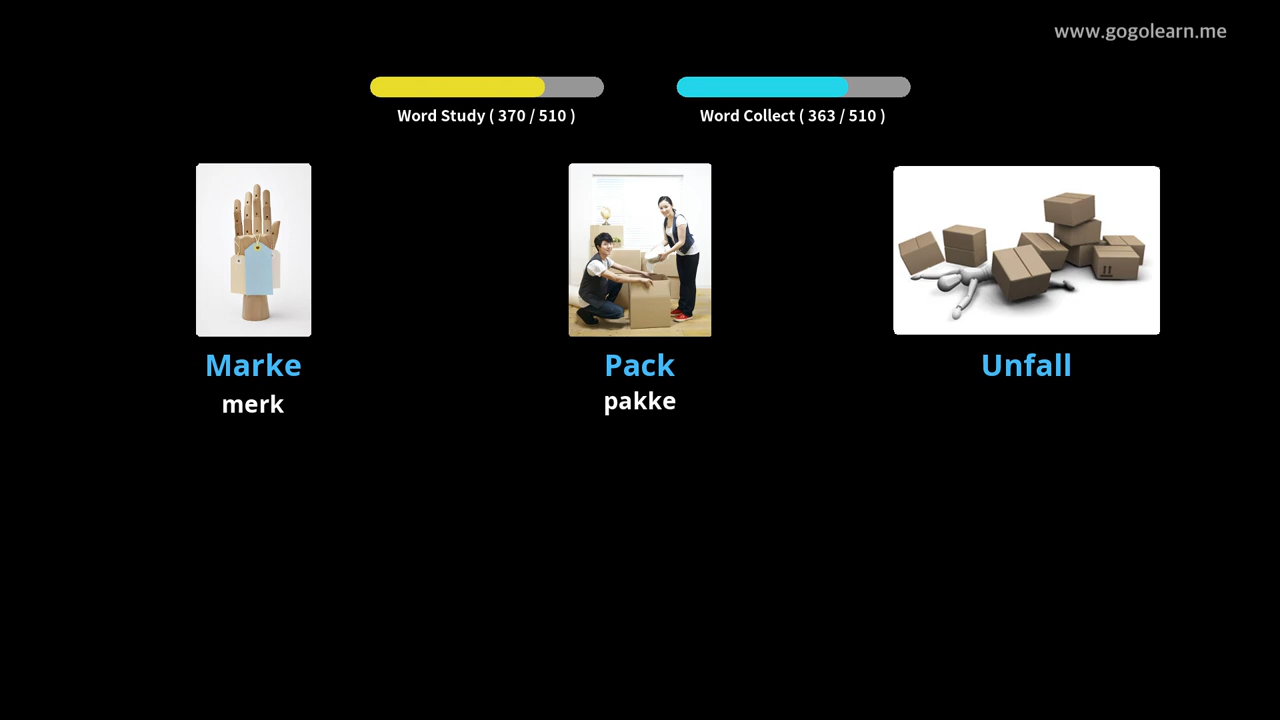 www.gogolearn.me
Word Study ( 370 / 510 )
Word Collect ( 363 / 510 )
Marke
merk
Pack
pakke
Unfall